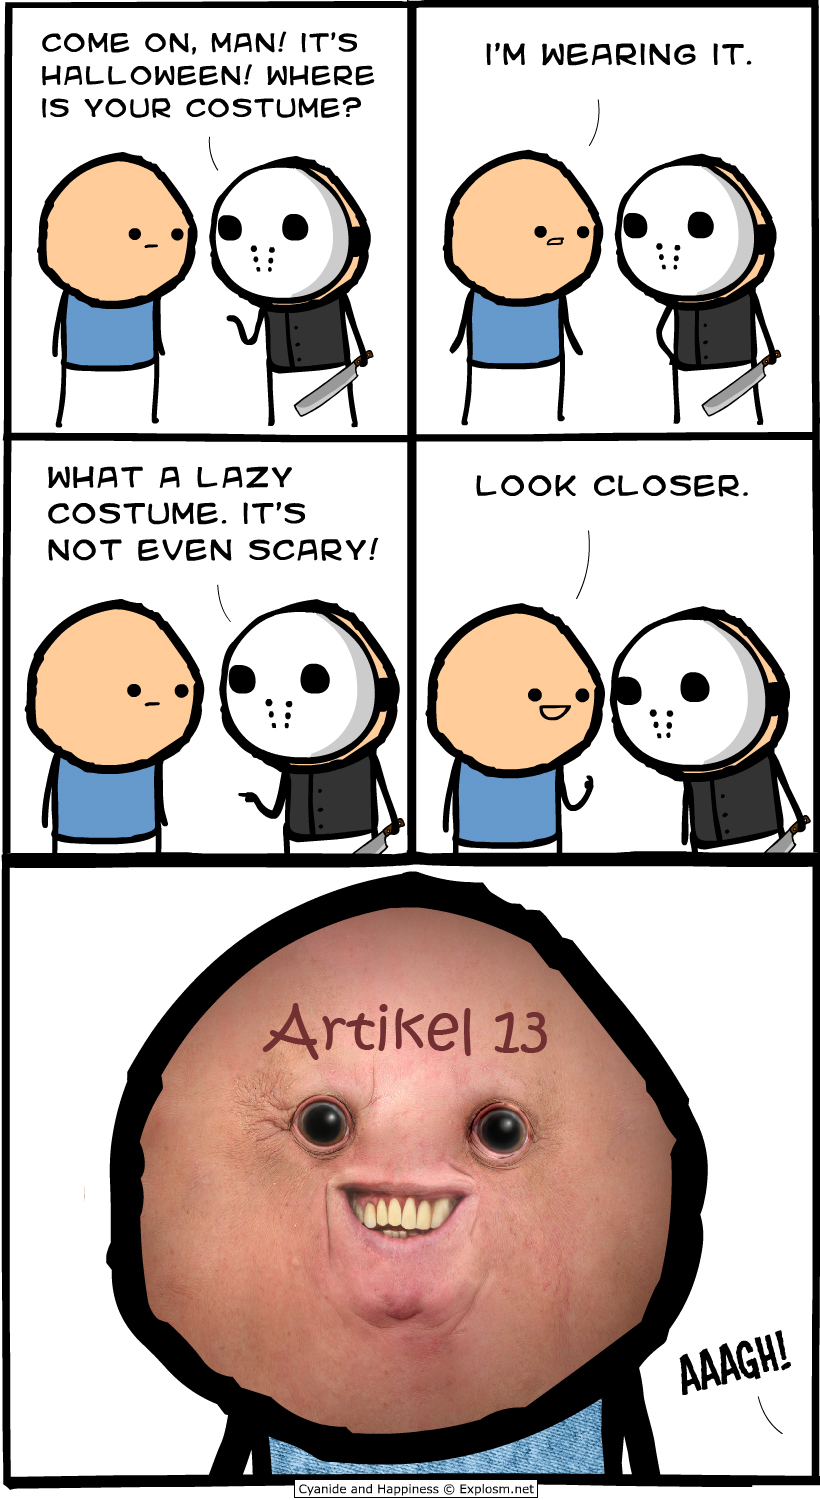 COME ON, MAN! IT'S
HALLOWEEN! WHERE
IS YOUR COSTUME?
I'M WEARING IT.
WHAT A LAZY
COSTUME. IT'S
NOT EVEN SCARY!
LOOK CLOSER.
Artikel 13
AAAGH!
Cyanide and Happiness © Explosm.net